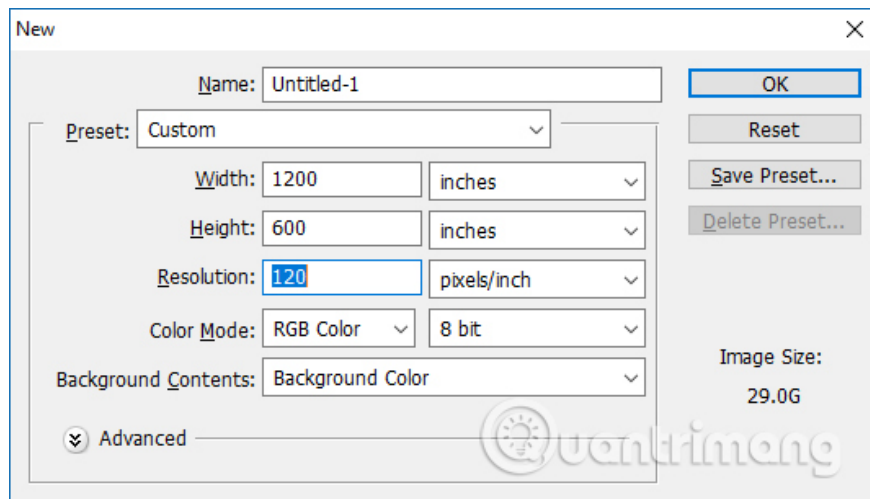 New
Name: Untitled-1
OK
Preset: Custom
Reset
Width: 1200 inches
Save Preset...
Height: 600 inches
Delete Preset...
Resolution: 120 pixels/inch
Color Mode: RGB Color 8 bit
Image Size:
Background Contents: Background Color
29.0G
Advanced
Quantrimang